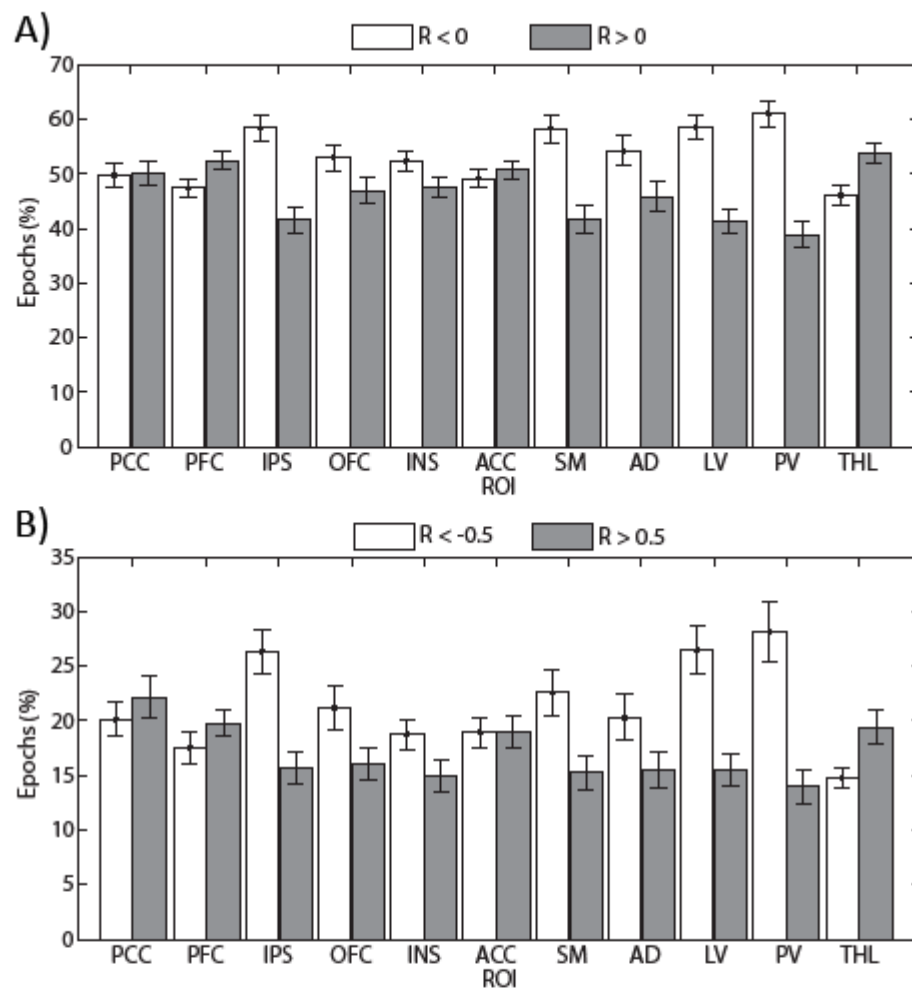 A)
R < 0 R > 0
70
60
50
40
30
20
10
0
Epochs (%)
PCC PFC IPS OFC INS ACC SM AD LV PV THL
ROI
B)
R < -0.5 R > 0.5
35
30
25
20
15
10
5
0
Epochs (%)
PCC PFC IPS OFC INS ACC SM AD LV PV THL
ROI